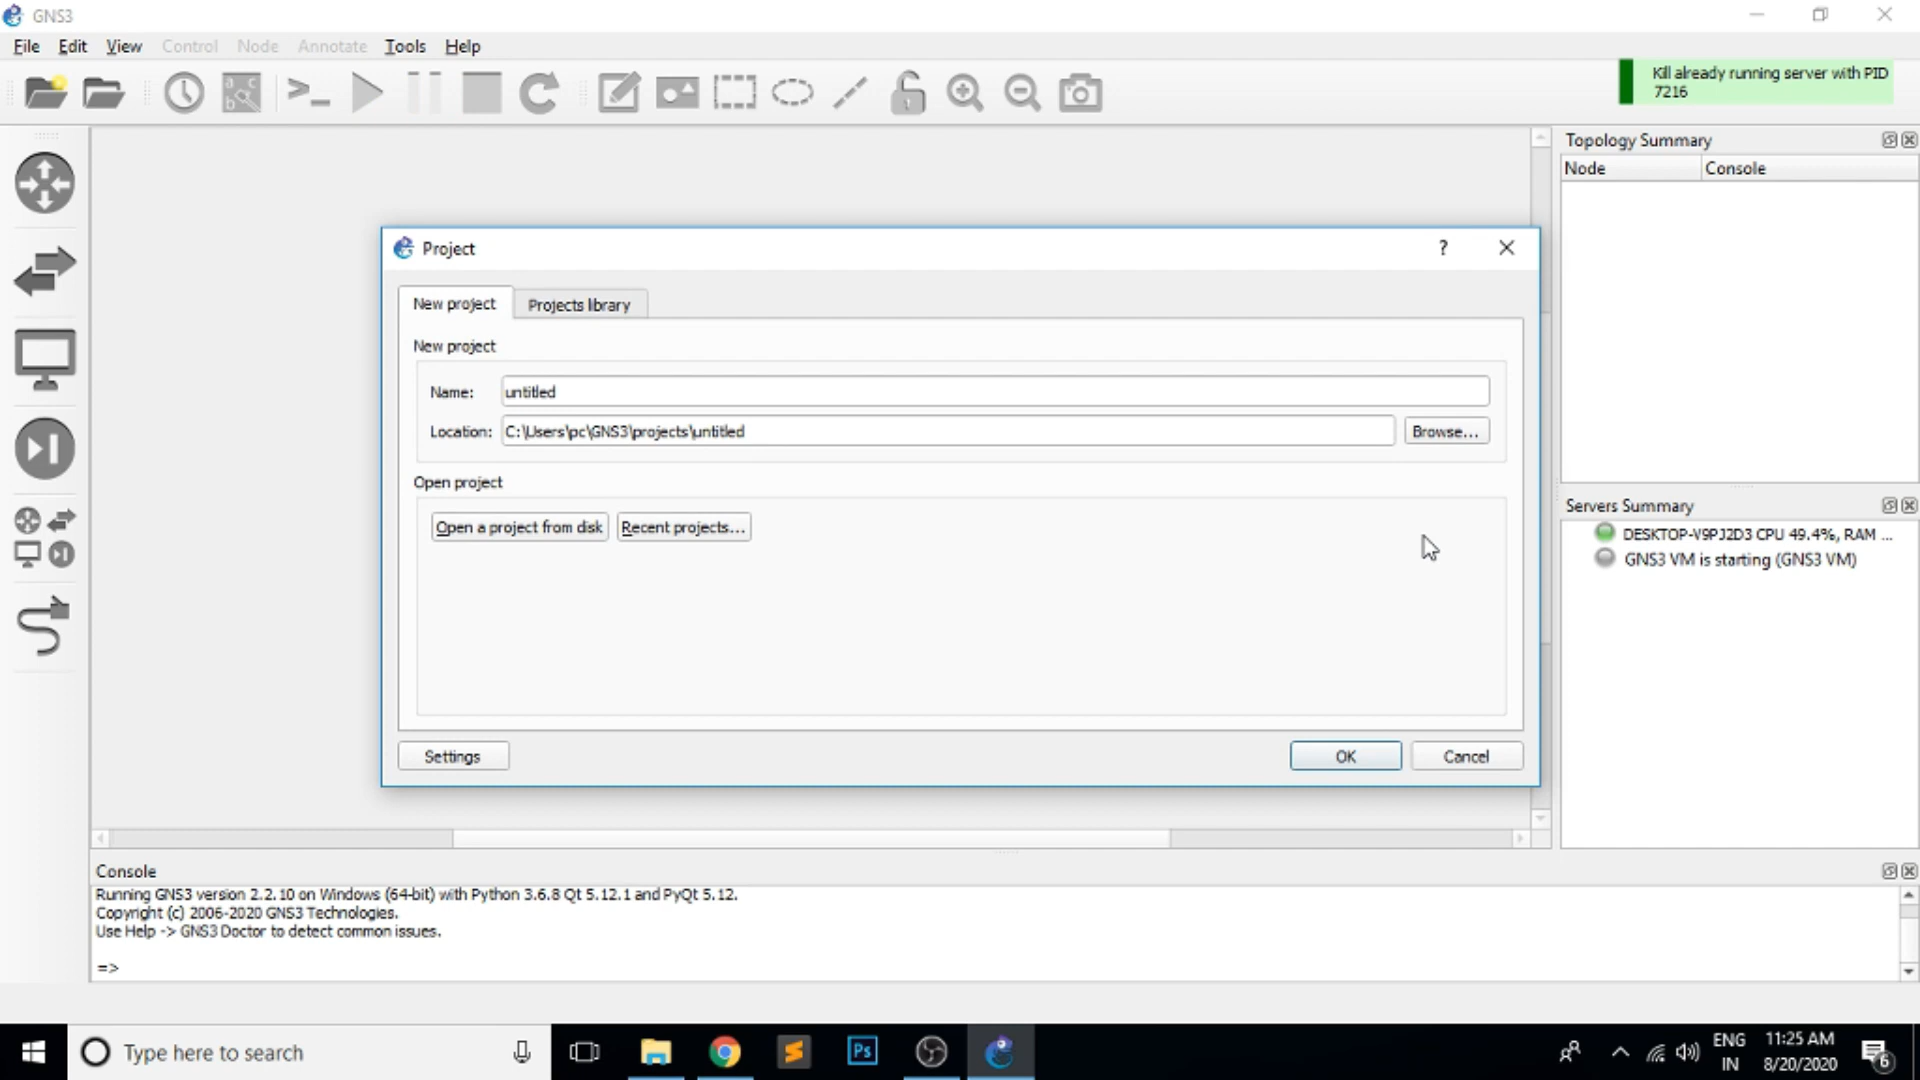 GNS3
File Edit View Control Node Annotate Tools Help
Kill already running server with PID
7216
Topology Summary
Node Console
Project
?
New project Projects library
New project
Name: untitled
Location: C:\Users\pc\GNS3\projects\untitled Browse...
Open project
Open a project from disk Recent projects...
Settings OK Cancel
Servers Summary
DESKTOP-V9PJ2D3 CPU 49.4%, RAM ...
GNS3 VM is starting (GNS3 VM)
Console
Running GNS3 version 2.2.10 on Windows (64-bit) with Python 3.6.8 Qt 5.12.1 and PyQt 5.12.
Copyright (c) 2006-2020 GNS3 Technologies.
Use Help -> GNS3 Doctor to detect common issues.
=>
Type here to search
Ps
ENG
IN
11:25 AM
8/20/2020
6